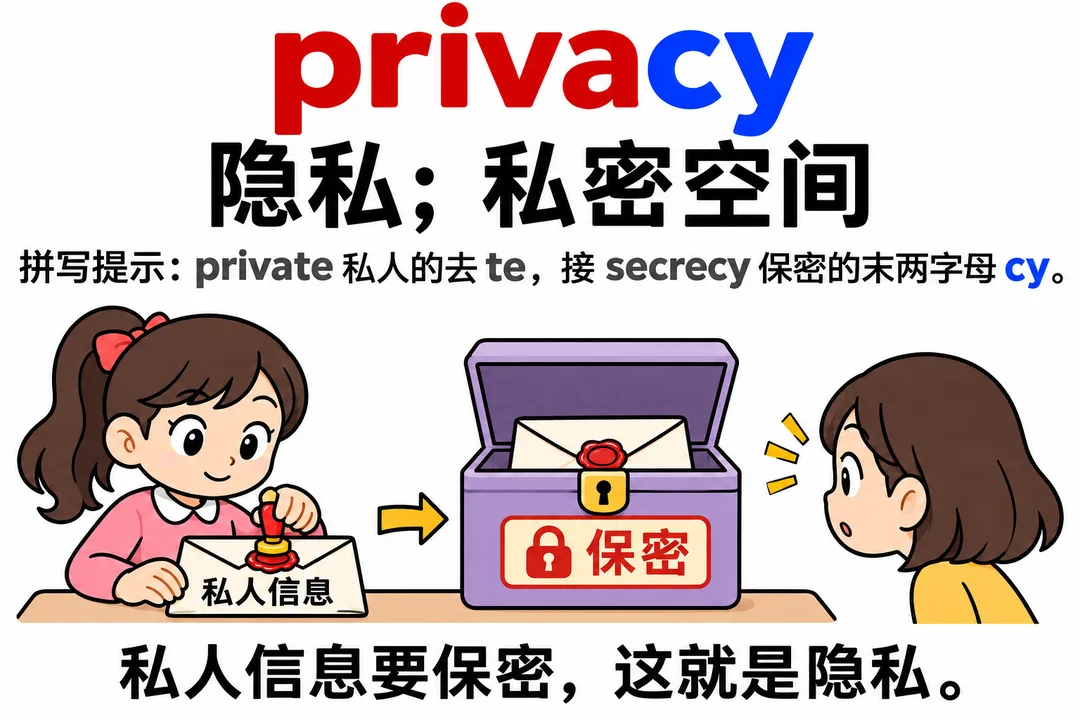 privacy
隐私；私密空间
拼写提示：private 私人的去 te，接 secrecy 保密的末两字母 cy。
私人信息
保密
私人信息要保密，这就是隐私。